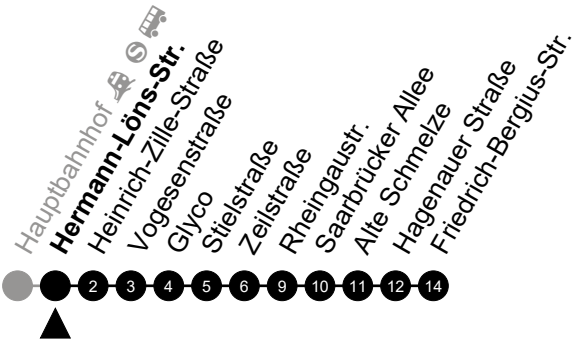 Hauptbahnhof S
Hermann-Löns-Str.
Heinrich-Zille-Straße
Vogesenstraße
Glyco
Stielstraße
Zeilstraße
Rheingaustr.
Saarbrücker Allee
Alte Schmelze
Hagenauer Straße
Friedrich-Bergius-Str.
2 3 4 5 6 9 10 11 12 14